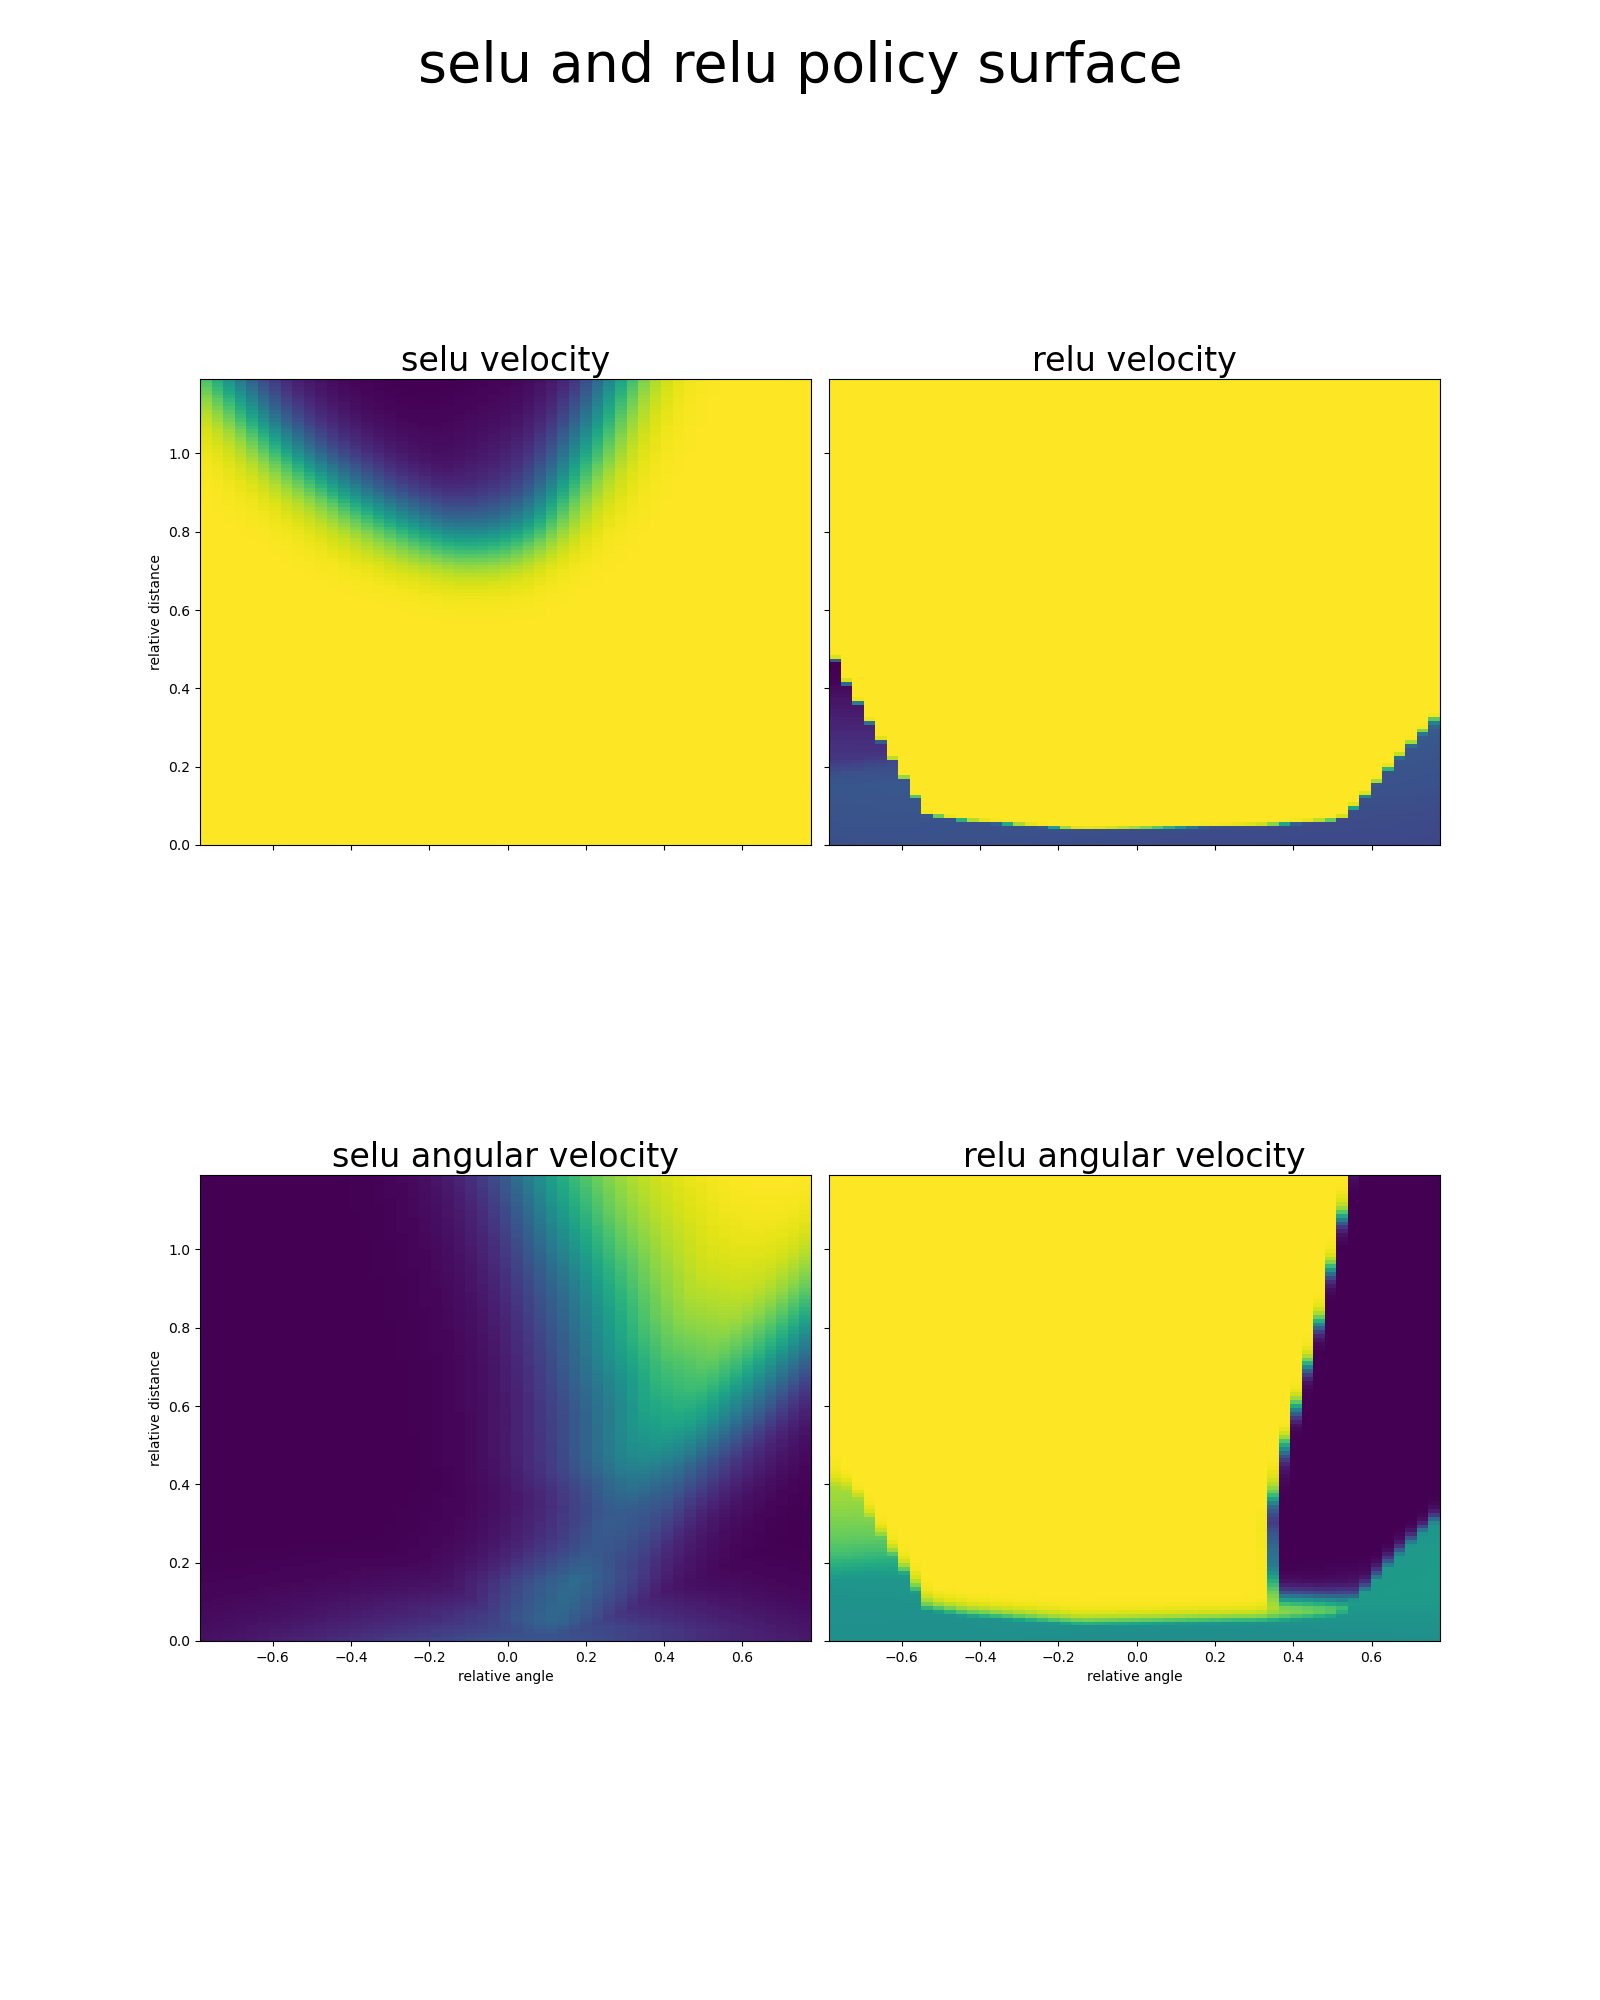 selu and relu policy surface
selu velocity
relu velocity
relative distance
1.0
0.8
0.6
0.4
0.2
0.0
selu angular velocity
relu angular velocity
relative distance
1.0
0.8
0.6
0.4
0.2
0.0
−0.6 −0.4 −0.2 0.0 0.2 0.4 0.6
−0.6 −0.4 −0.2 0.0 0.2 0.4 0.6
relative angle
relative angle